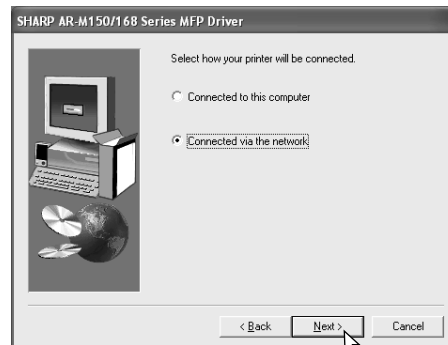 SHARP AR-M150/168 Series MFP Driver
Select how your printer will be connected.
Connected to this computer
Connected via the network
< Back
Next >
Cancel